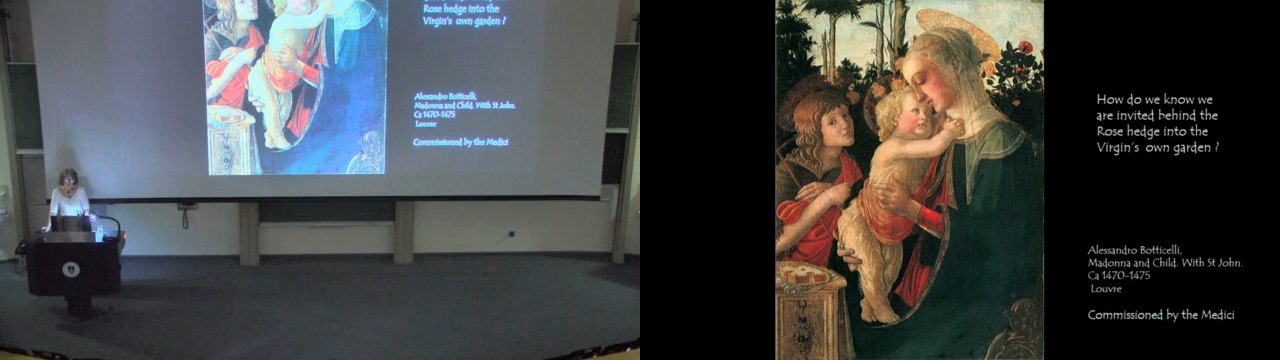 Rose hedge into the
Virgin's own garden ?
Alessandro Botticelli,
Madonna and Child. With St John.
Ca 1470-1475
Louvre
Commissioned by the Medici
How do we know we
are invited behind the
Rose hedge into the
Virgin's own garden ?
Alessandro Botticelli,
Madonna and Child. With St John.
Ca 1470-1475
Louvre
Commissioned by the Medici